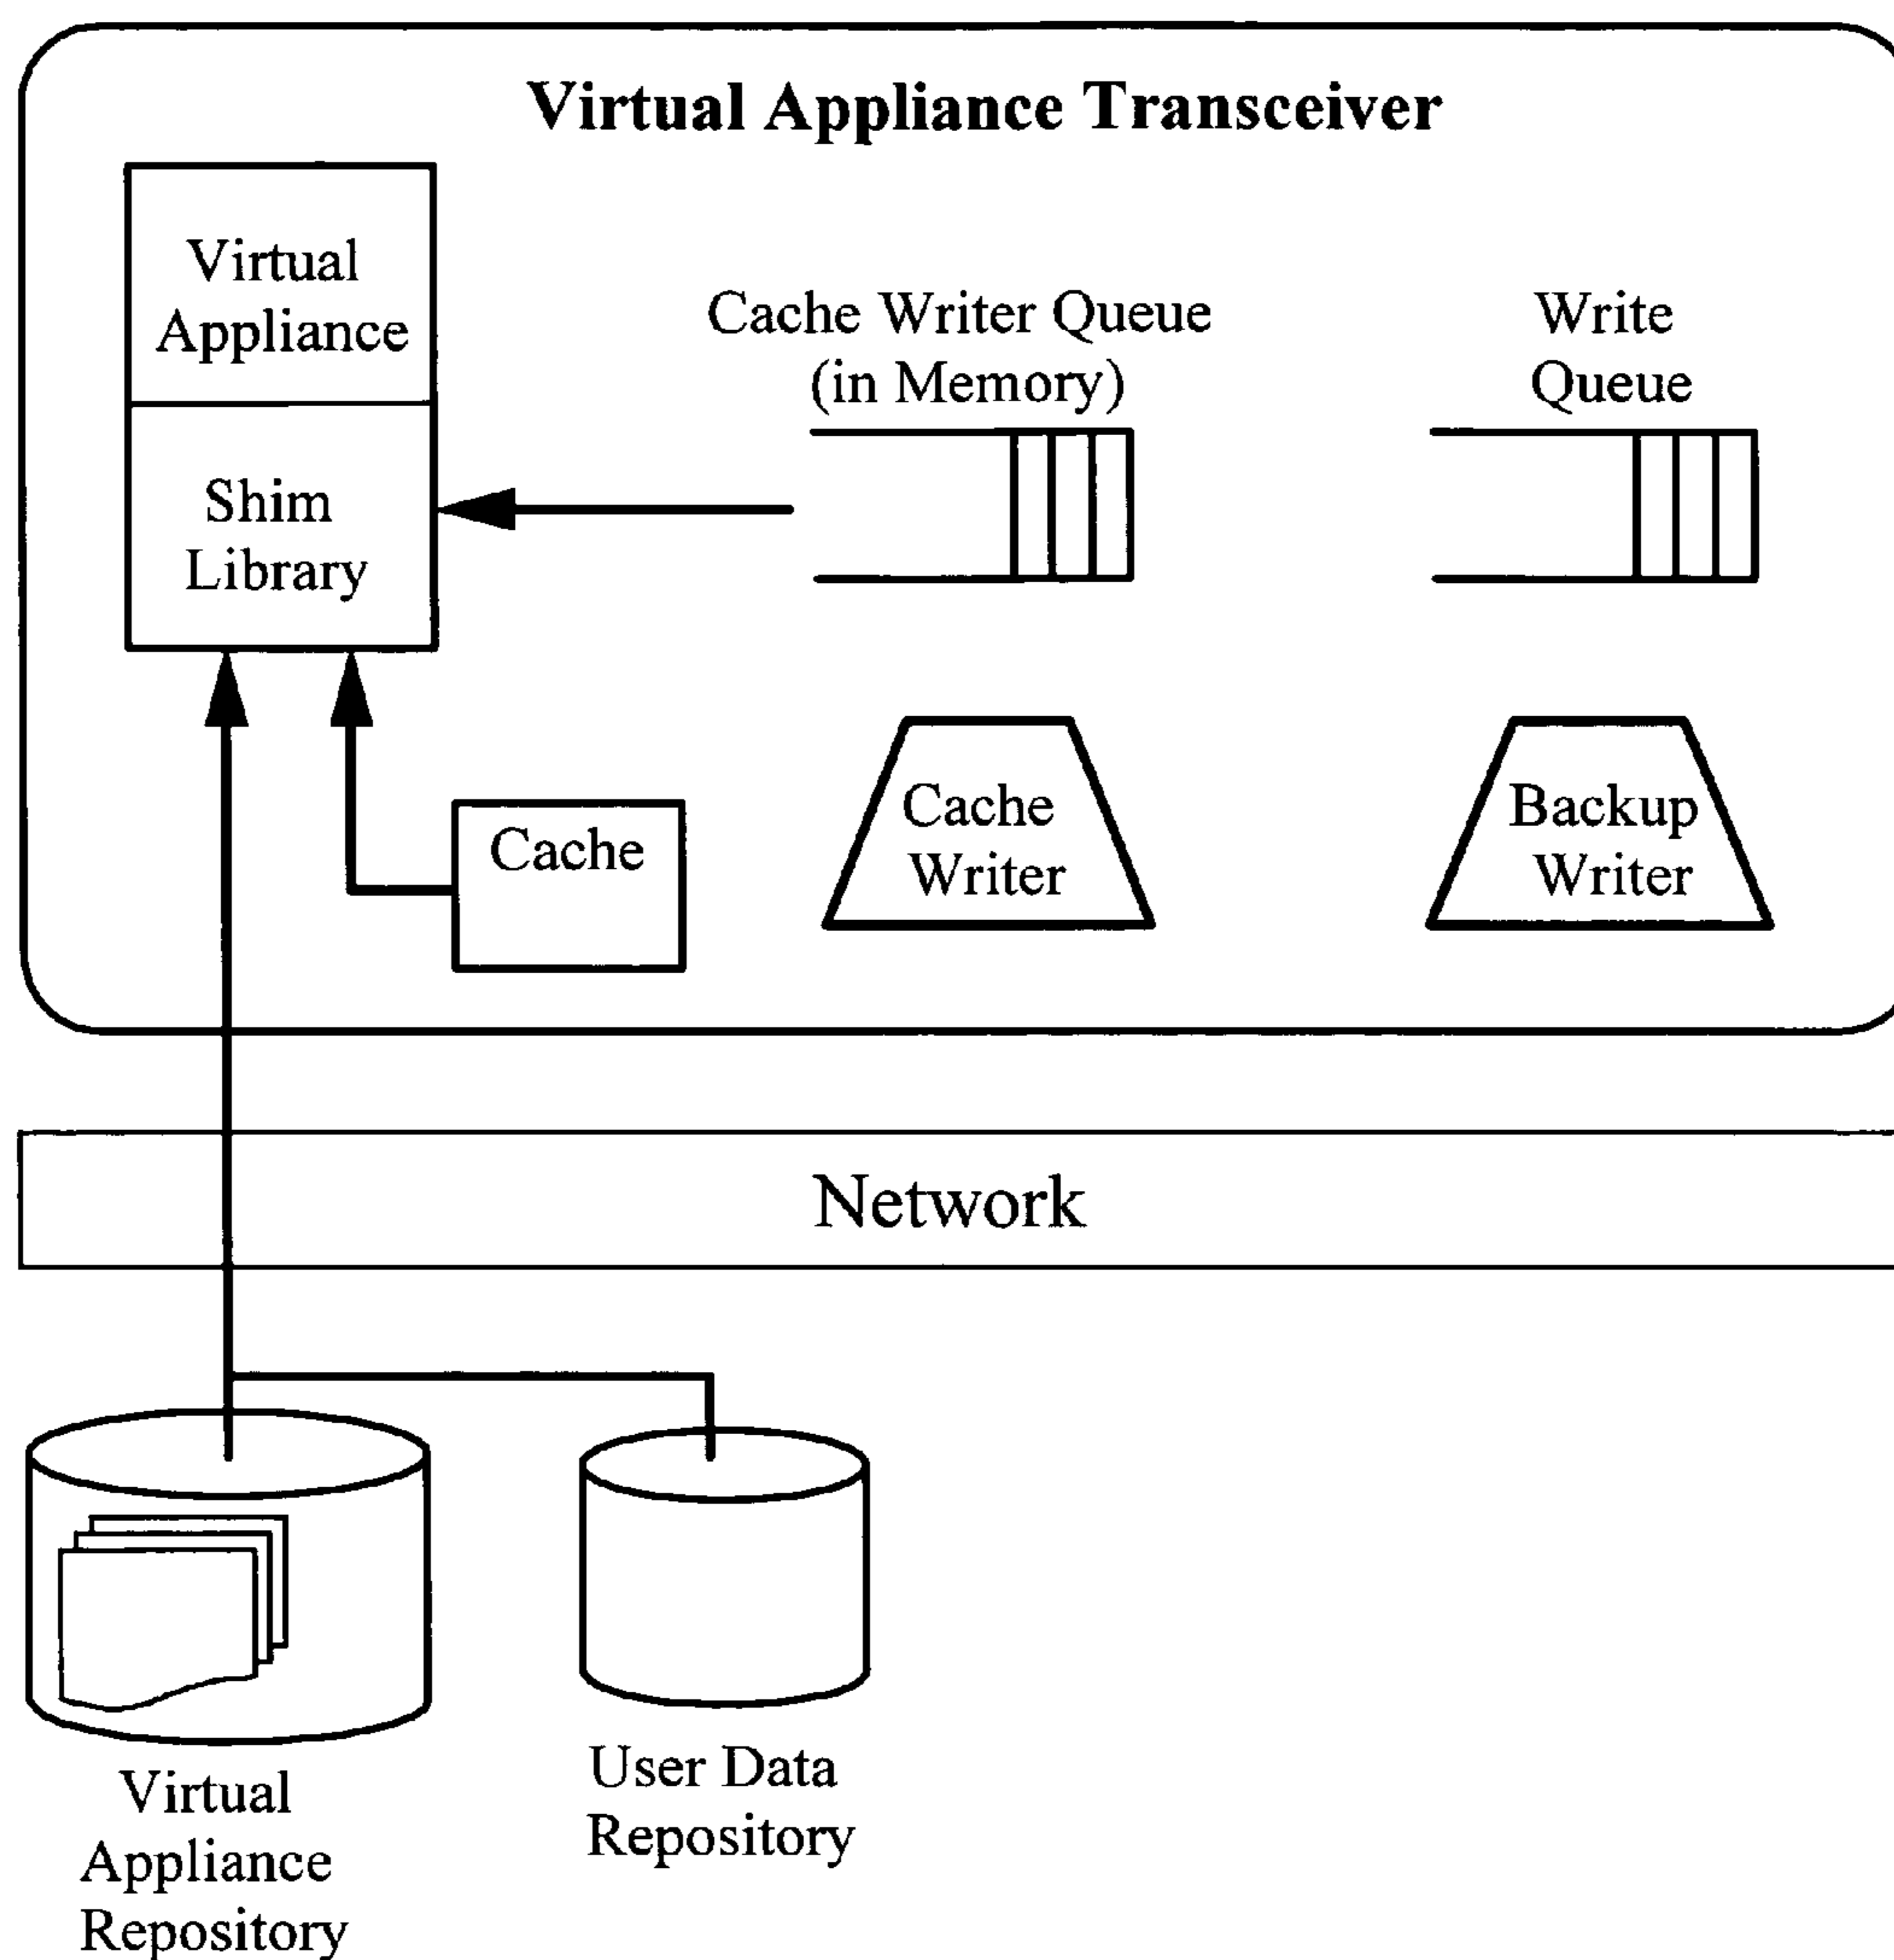 Virtual Appliance Transceiver
Virtual
Appliance
Shim
Library
Cache Writer Queue
(in Memory)
Write
Queue
Cache
Cache
Writer
Backup
Writer
Network
Virtual
Appliance
Repository
User Data
Repository